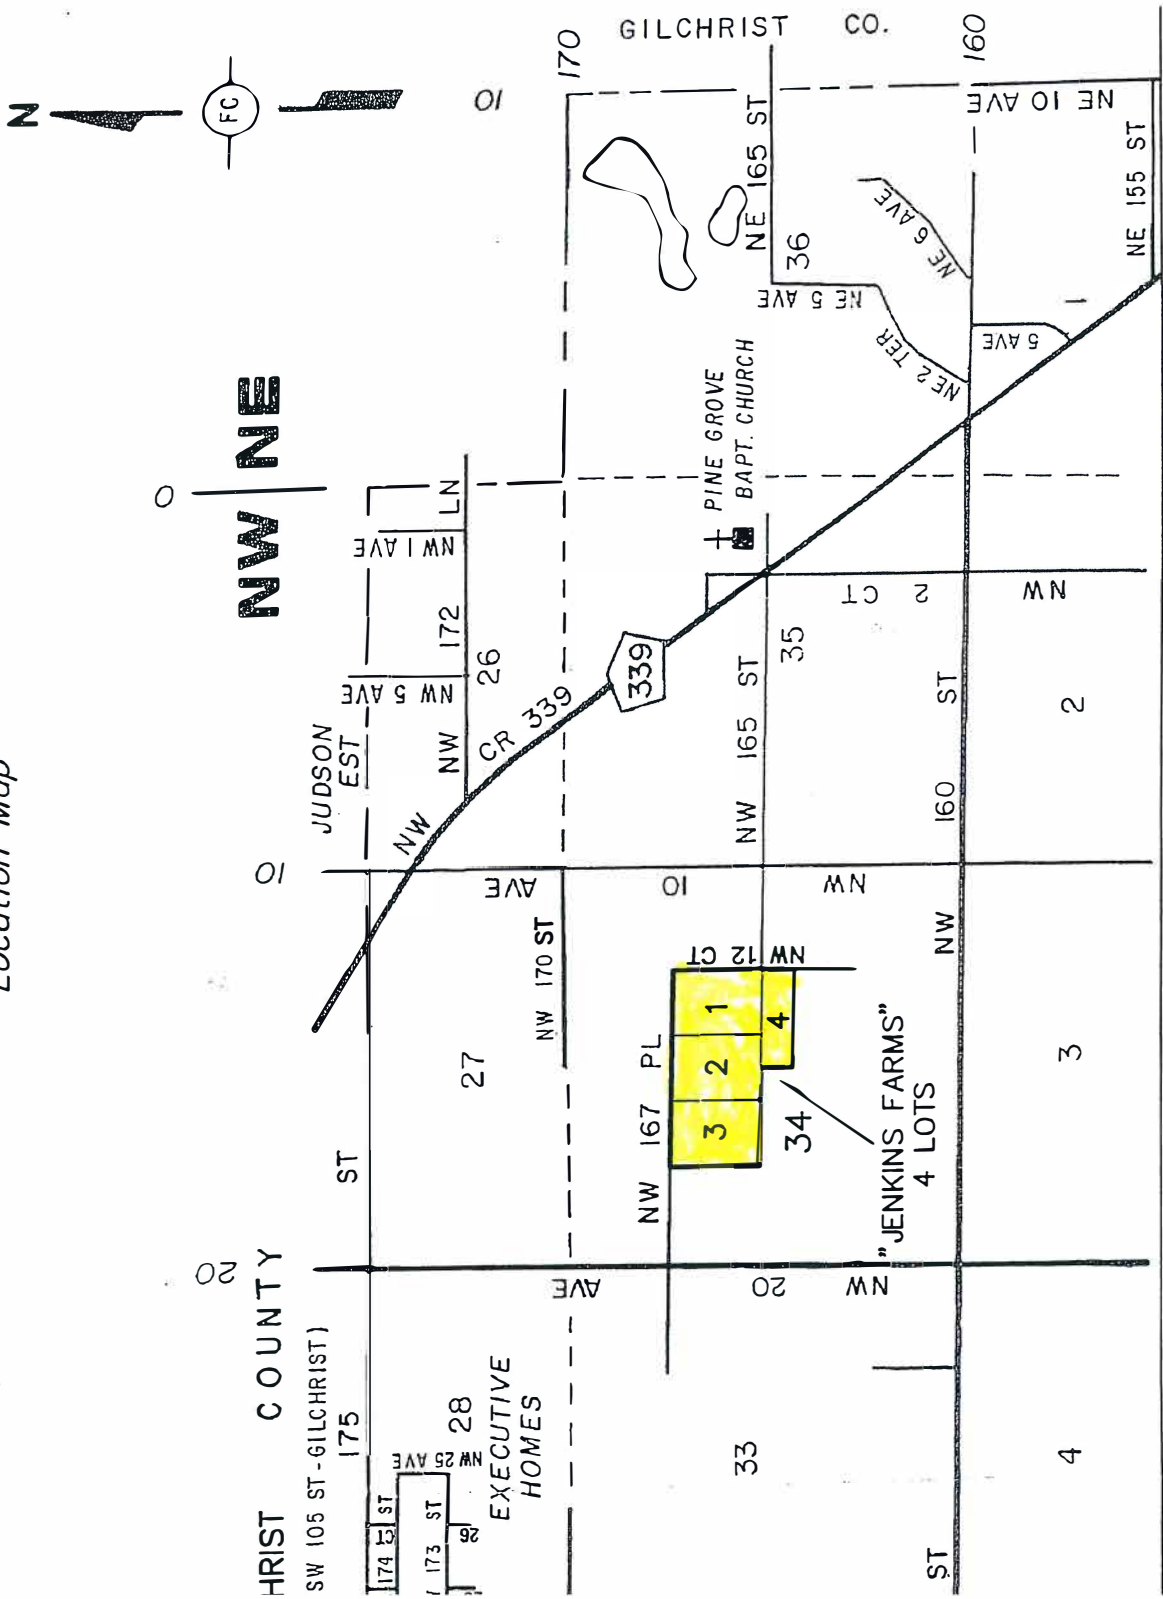 Location Map
N
FC
10
170
GILCHRIST CO.
160
NE 10 AVE
NE 165 ST
NE 155 ST
NE 6 AVE
36
NE 5 AVE
NE 2 TER
5 AVE
1
NW NE
0
PINE GROVE
BAPT. CHURCH
NW 1 AVE
NW 172 LN
NW 5 AVE
26
JUDSON
EST
NW CR 339
339
NW 2 CT
35
NW 165 ST
NW 160 ST
2
10
NW 10 AVE
NW 170 ST
NW 12 CT
27
NW 167 PL
1
2
3
4
34
"JENKINS FARMS"
4 LOTS
3
20
NW 20 AVE
HRIST COUNTY
SW 105 ST-GILCHRIST)
175 ST
174 ST
CT
173 ST
26
NW 25 AVE
28
EXECUTIVE
HOMES
33
4
ST